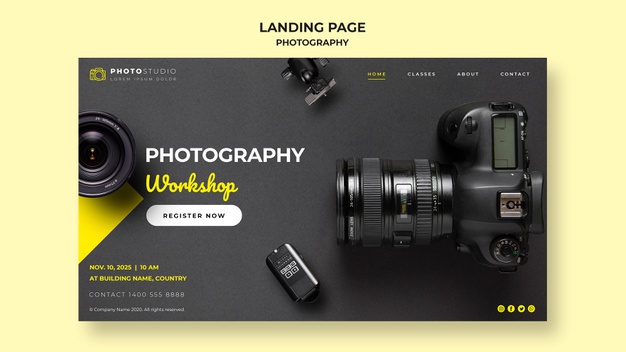 LANDING PAGE
PHOTOGRAPHY
PHOTOSTUDIO
LOREM IPSUM DOLOR
HOME CLASSES ABOUT CONTACT
PHOTOGRAPHY
Workshop
REGISTER NOW
NOV. 10, 2025 | 10 AM
AT BUILDING NAME, COUNTRY
CONTACT 1400 555 8888
© Company Name 2020. All rights reserved.